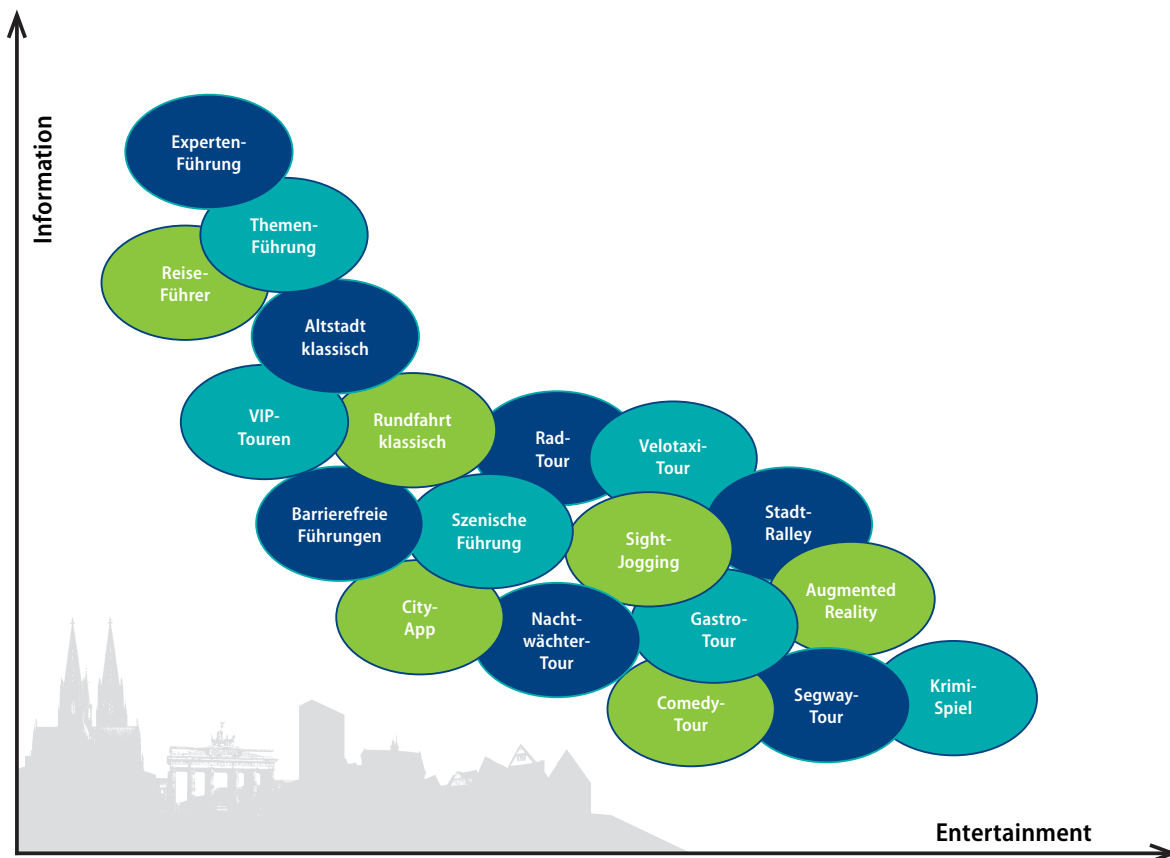 Information
Experten-
Führung
Themen-
Führung
Reise-
Führer
Altstadt
klassisch
VIP-
Touren
Rundfahrt
klassisch
Rad-
Tour
Velotaxi-
Tour
Barrierefreie
Führungen
Szenische
Führung
Sight-
Jogging
Stadt-
Ralley
City-
App
Nacht-
wächter-
Tour
Gastro-
Tour
Augmented
Reality
Comedy-
Tour
Segway-
Tour
Krimi-
Spiel
Entertainment